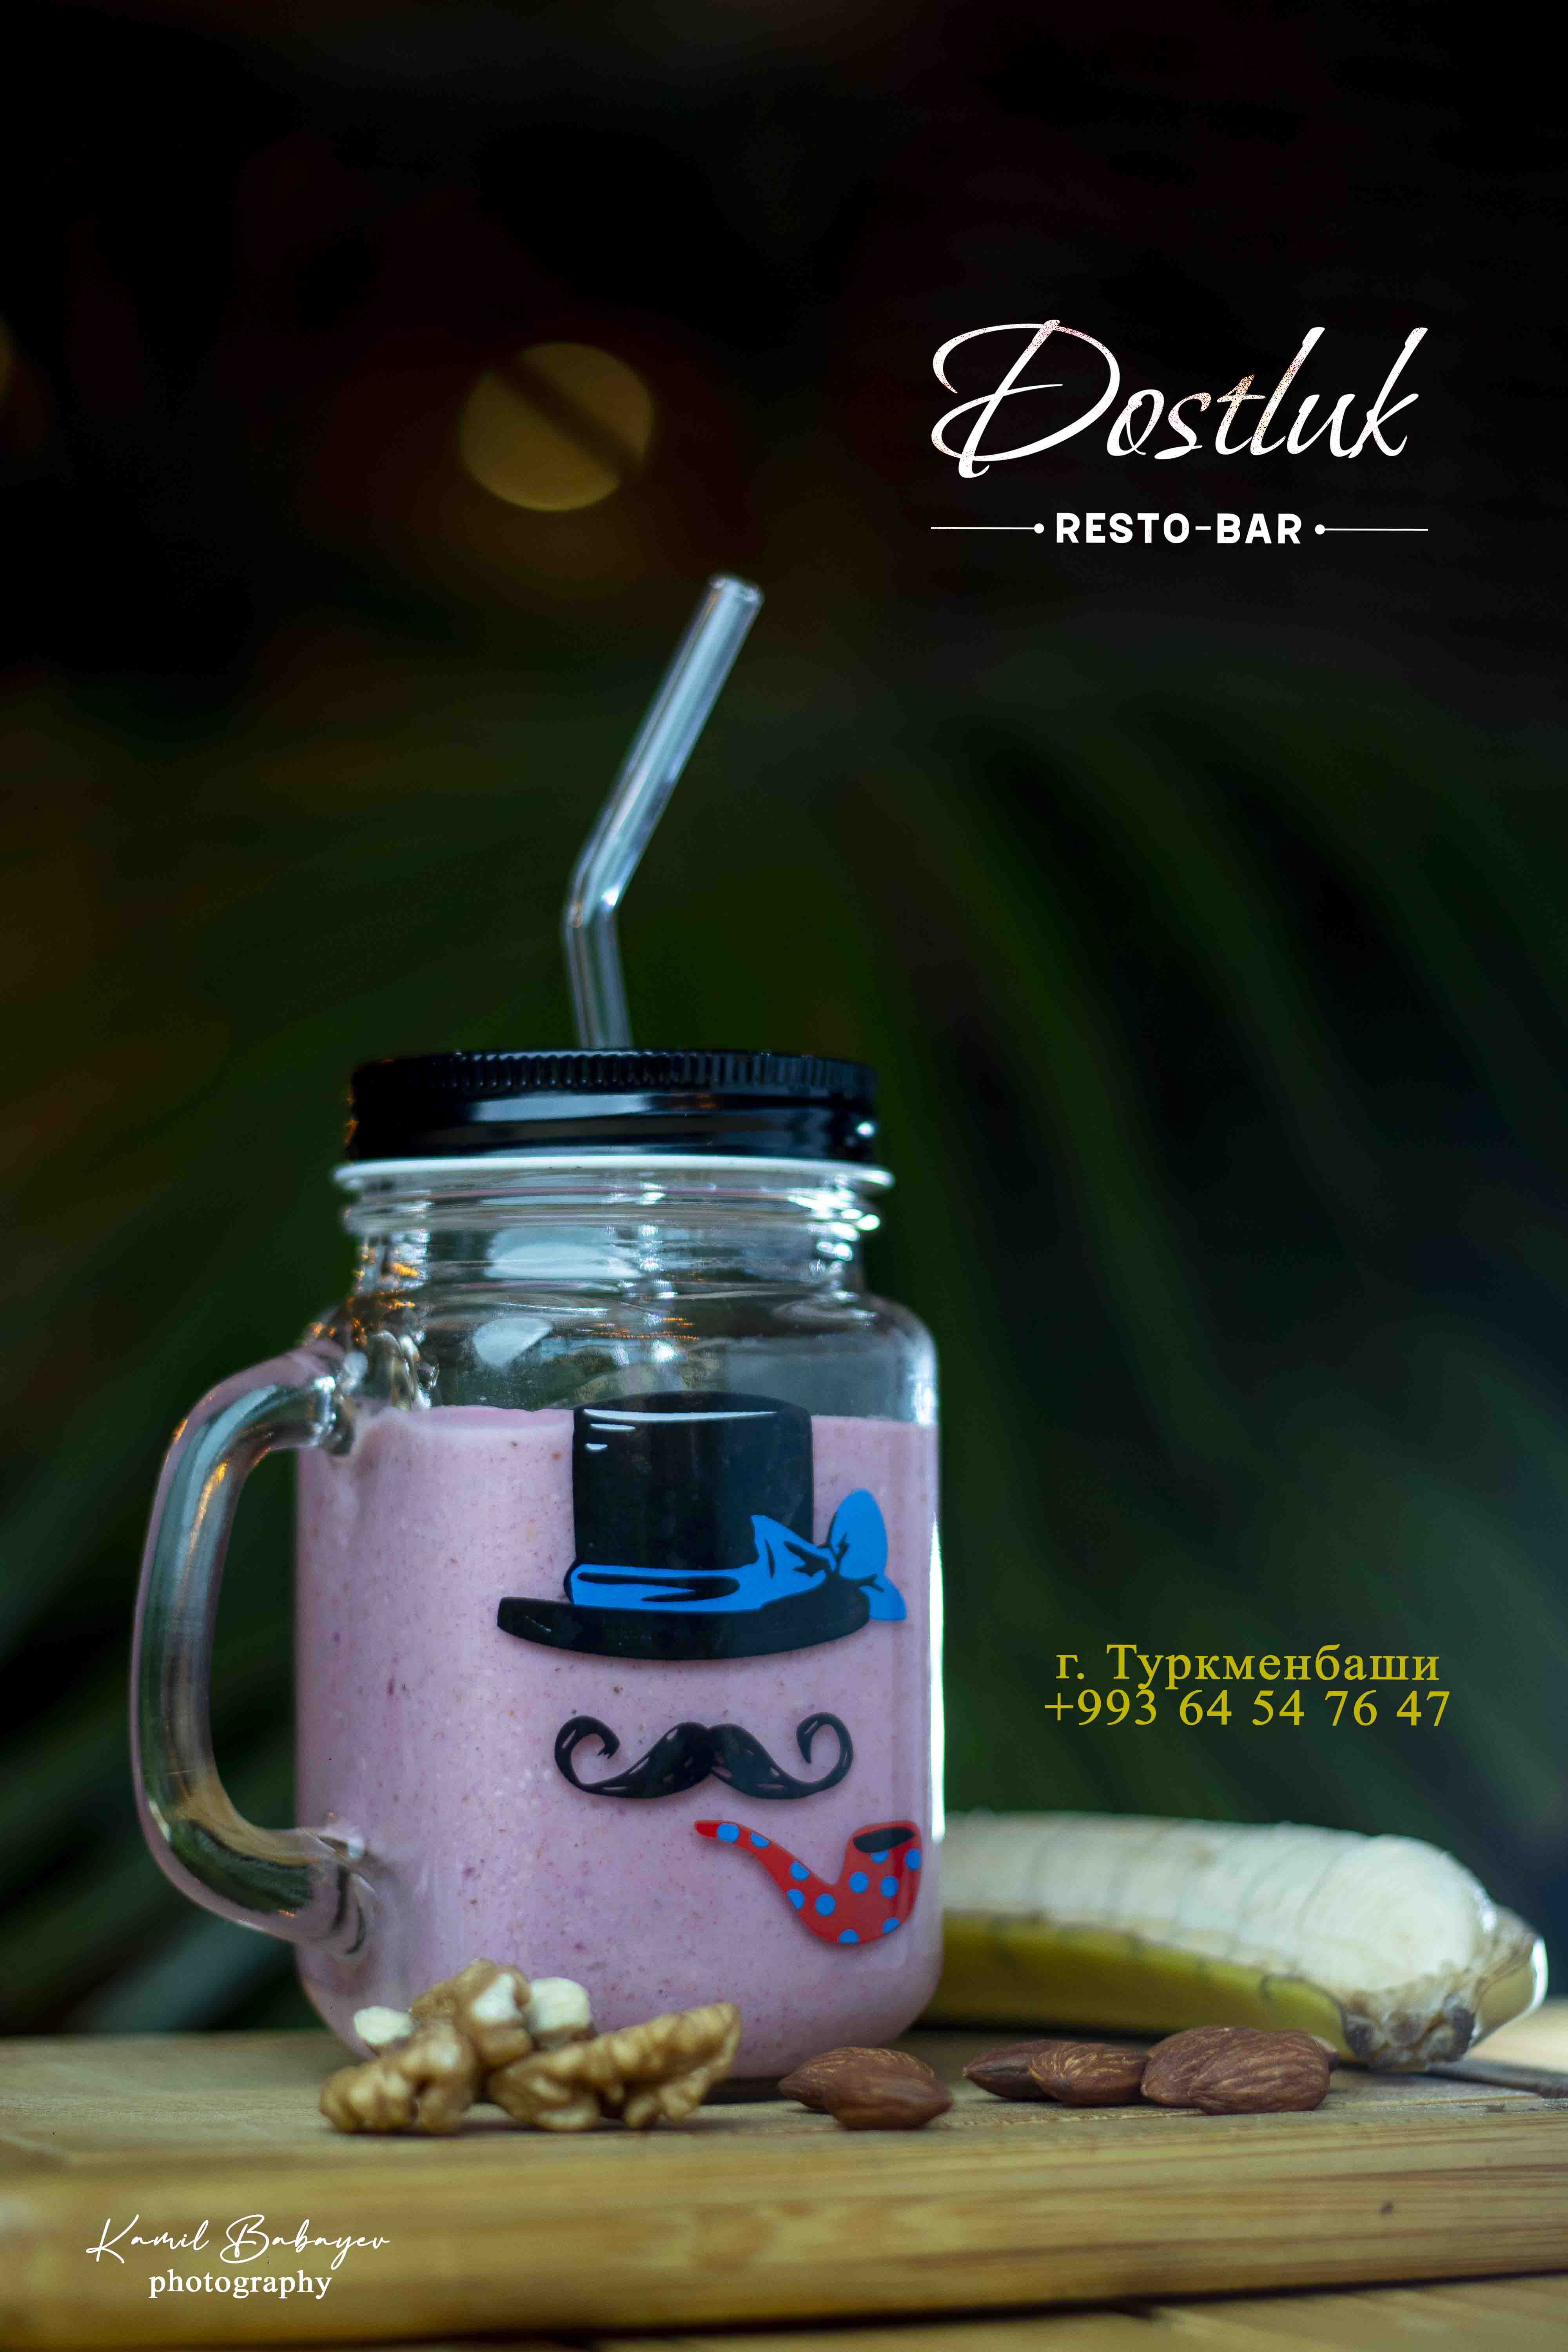 Dostluk
RESTO-BAR
г. Туркменбаши
+993 64 54 76 47
Kamil Babayev
photography